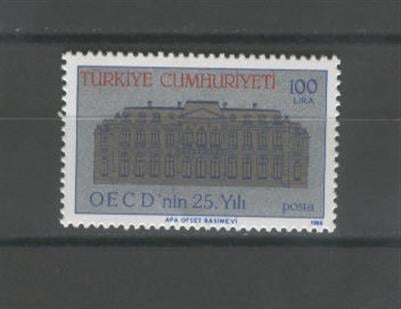 TÜRKİYE CUMHURİYETİ
100
LİRA
OECD'nin 25. Yılı posta
APA OFSET BASIMEVİ 1986